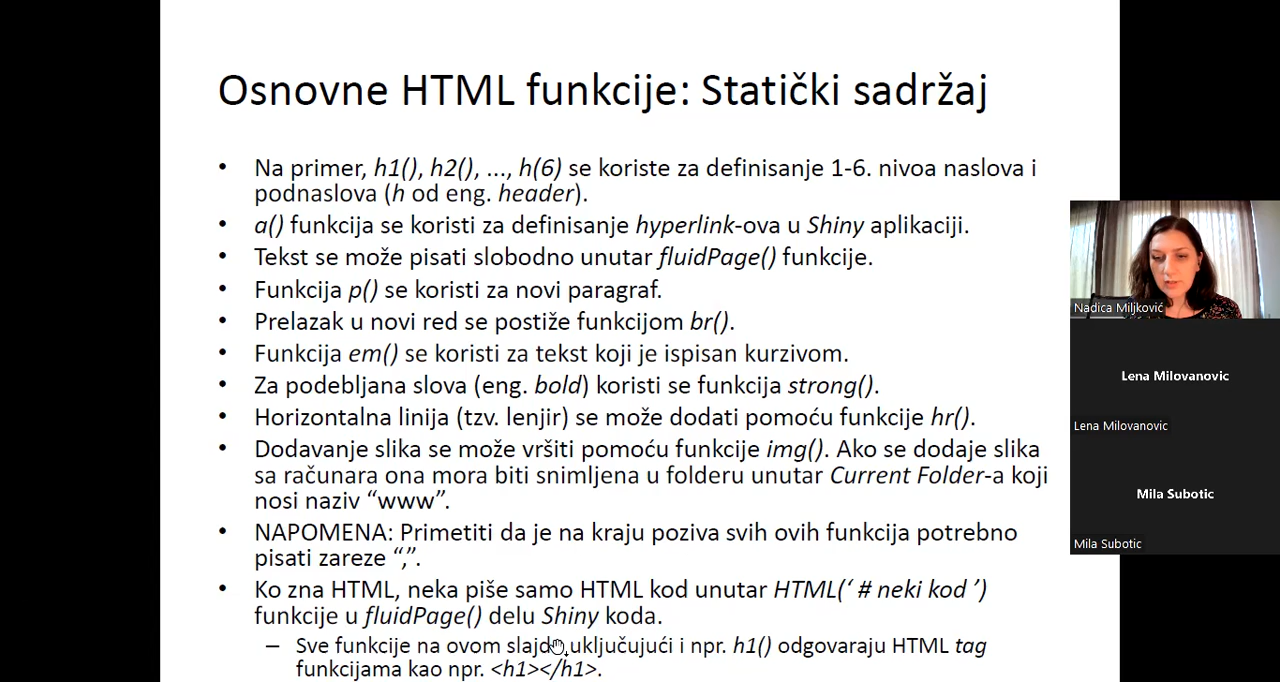 Osnovne HTML funkcije: Statički sadržaj
• Na primer, h1(), h2(), ..., h(6) se koriste za definisanje 1-6. nivoa naslova i
podnaslova (h od eng. header).
• a() funkcija se koristi za definisanje hyperlink-ova u Shiny aplikaciji.
• Tekst se može pisati slobodno unutar fluidPage() funkcije.
• Funkcija p() se koristi za novi paragraf.
• Prelazak u novi red se postiže funkcijom br().
• Funkcija em() se koristi za tekst koji je ispisan kurzivom.
• Za podebljana slova (eng. bold) koristi se funkcija strong().
• Horizontalna linija (tzv. lenjir) se može dodati pomoću funkcije hr().
• Dodavanje slika se može vršiti pomoću funkcije img(). Ako se dodaje slika
sa računara ona mora biti snimljena u folderu unutar Current Folder-a koji
nosi naziv “www”.
• NAPOMENA: Primetiti da je na kraju poziva svih ovih funkcija potrebno
pisati zareze “,”.
• Ko zna HTML, neka piše samo HTML kod unutar HTML(‘ # neki kod ’)
funkcije u fluidPage() delu Shiny koda.
– Sve funkcije na ovom slajdu, uključujući i npr. h1() odgovaraju HTML tag
funkcijama kao npr. <h1></h1>.
Nadica Miljković
Lena Milovanovic
Lena Milovanovic
Mila Subotic
Mila Subotic